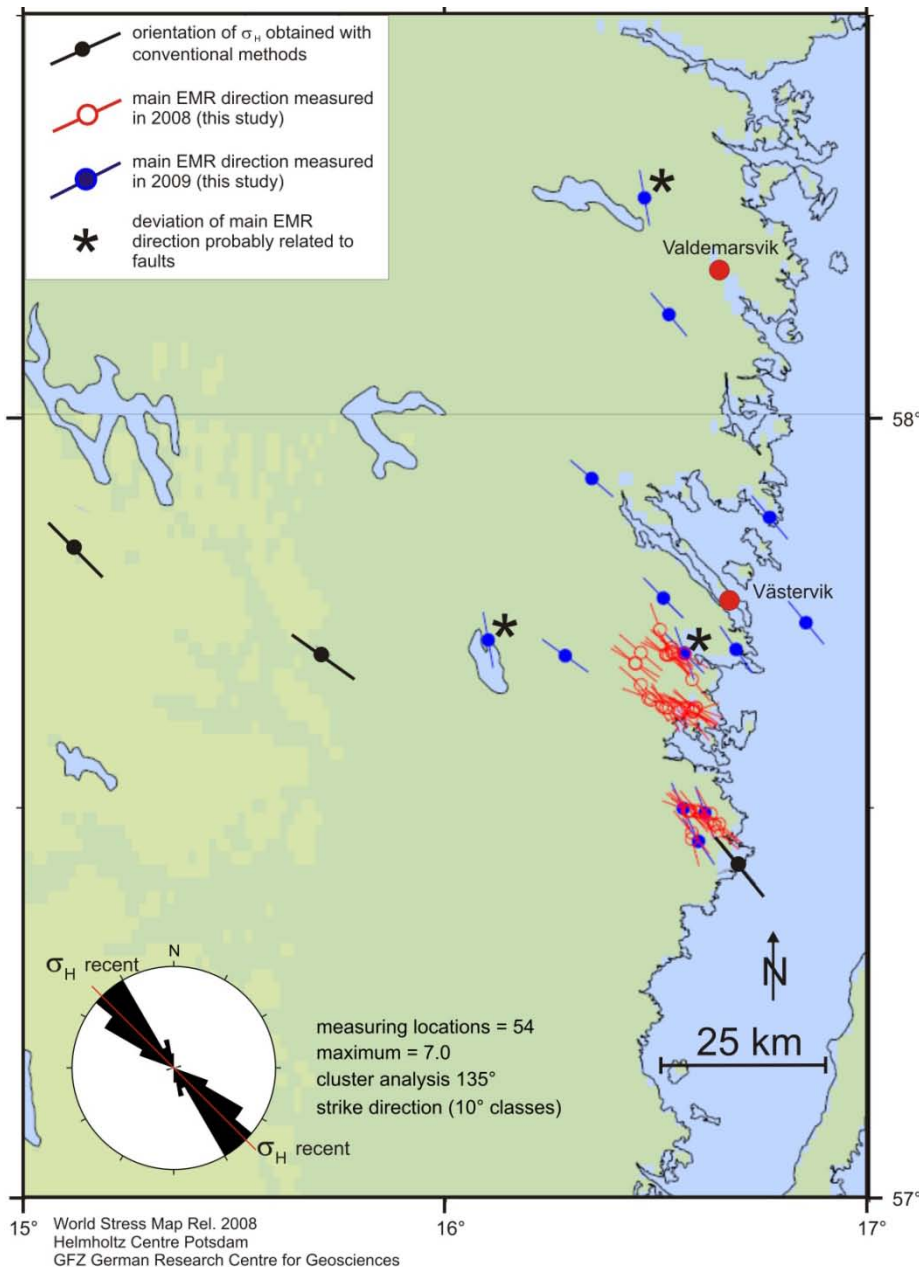 orientation of σH obtained with
conventional methods
main EMR direction measured
in 2008 (this study)
main EMR direction measured
in 2009 (this study)
deviation of main EMR
direction probably related to
faults
*
*
Valdemarsvik
58°
Västervik
*
*
N
25 km
N
σH recent
σH recent
measuring locations = 54
maximum = 7.0
cluster analysis 135°
strike direction (10° classes)
57°
15°
16°
17°
World Stress Map Rel. 2008
Helmholtz Centre Potsdam
GFZ German Research Centre for Geosciences